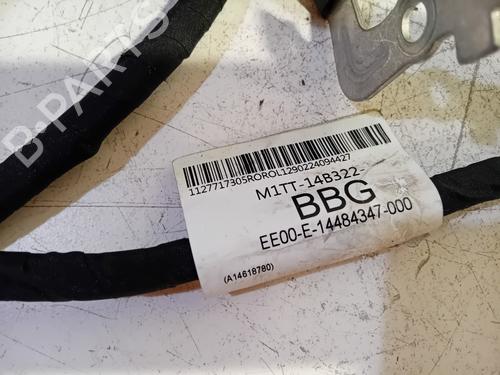 B-PARTS
1127717305ROROL1290224094427
M1TT-14B322-
BBG
EE00-E-14484347-000
(A14618780)